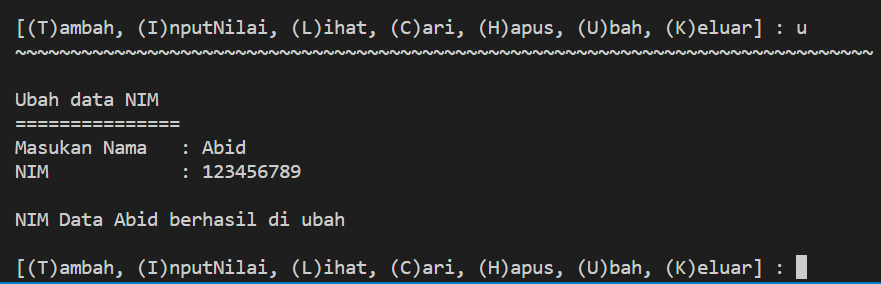 [(T)ambah, (I)nputNilai, (L)ihat, (C)ari, (H)apus, (U)bah, (K)eluar] : u
~~~~~~~~~~~~~~~~~~~~~~~~~~~~~~~~~~~~~~~~~~~~~~~~~~~~~~~~~~~~~~~~~~~~~~~~~~~~~~
Ubah data NIM
===============
Masukan Nama   : Abid
NIM            : 123456789
NIM Data Abid berhasil di ubah
[(T)ambah, (I)nputNilai, (L)ihat, (C)ari, (H)apus, (U)bah, (K)eluar] :